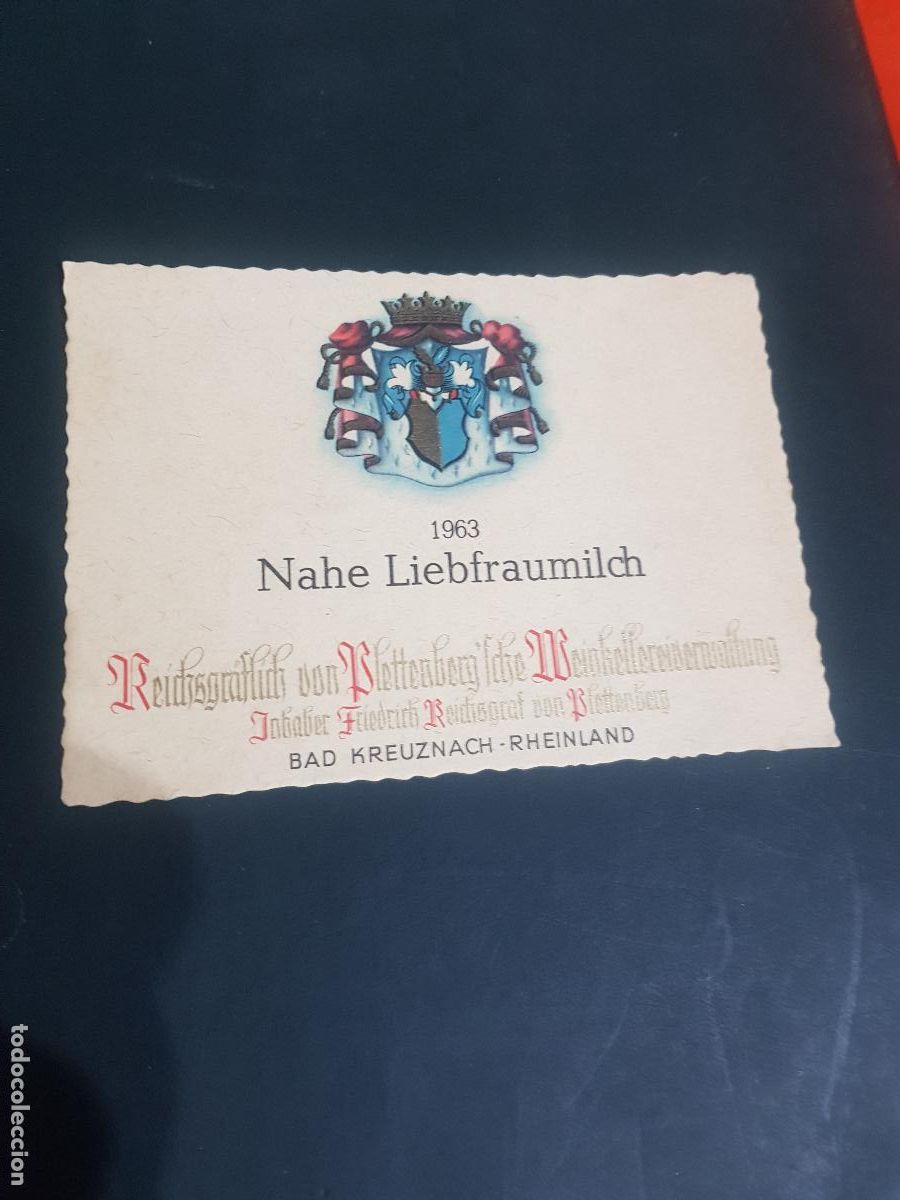 1963
Nahe Liebfraumilch
Reichsgräflich von Plettenberg'sche Weinkellereiverwaltung
Inhaber Friedrich Reichsgraf von Plettenberg
BAD KREUZNACH-RHEINLAND
todocoleccion